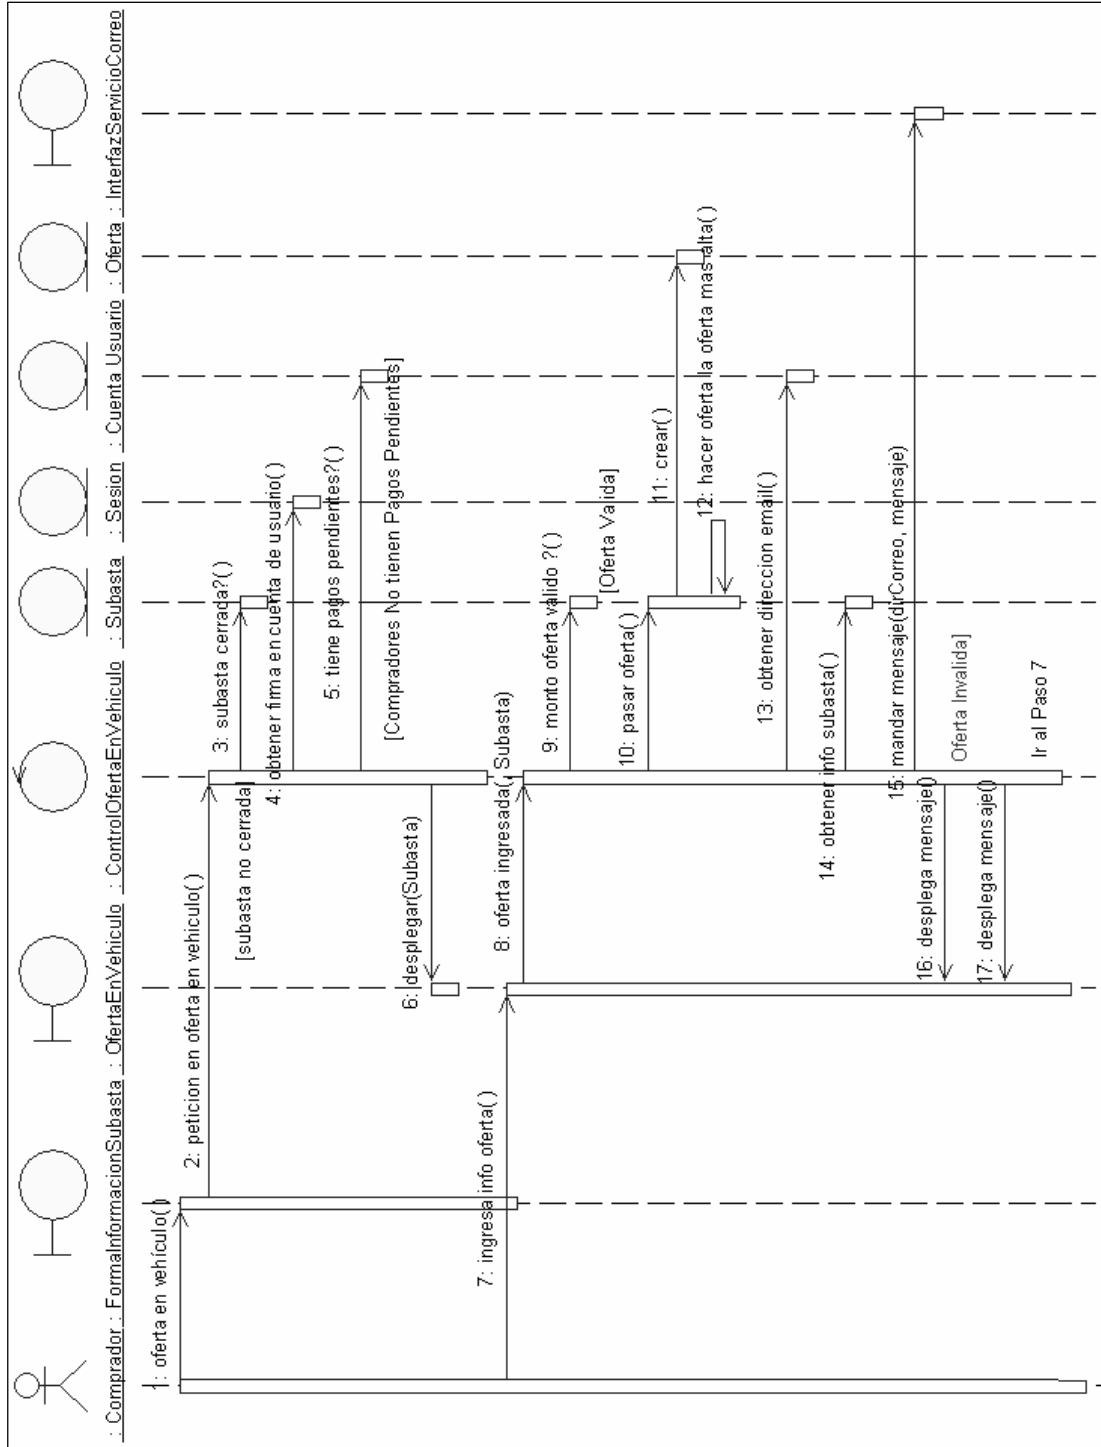 : Comprador
: FormaInformacionSubasta
: OfertaEnVehiculo
: ControlOfertaEnVehiculo
: Subasta
: Sesion
: Cuenta Usuario
: Oferta
: InterfazServicioCorreo
1: oferta en vehículo( )
2: peticion en oferta en vehiculo( )
3: subasta cerrada?( )
[subasta no cerrada]
4: obtener firma en cuenta de usuario( )
5: tiene pagos pendientes?( )
[Compradores No tienen Pagos Pendientes]
6: desplegar(Subasta)
7: ingresa info oferta( )
8: oferta ingresada( , Subasta)
9: monto oferta valido ?( )
[Oferta Valida]
10: pasar oferta( )
11: crear( )
12: hacer oferta la oferta mas alta( )
13: obtener direccion email( )
14: obtener info subasta( )
15: mandar mensaje(dirCorreo, mensaje)
16: desplega mensaje( )
Oferta Invalida]
17: desplega mensaje( )
Ir al Paso 7